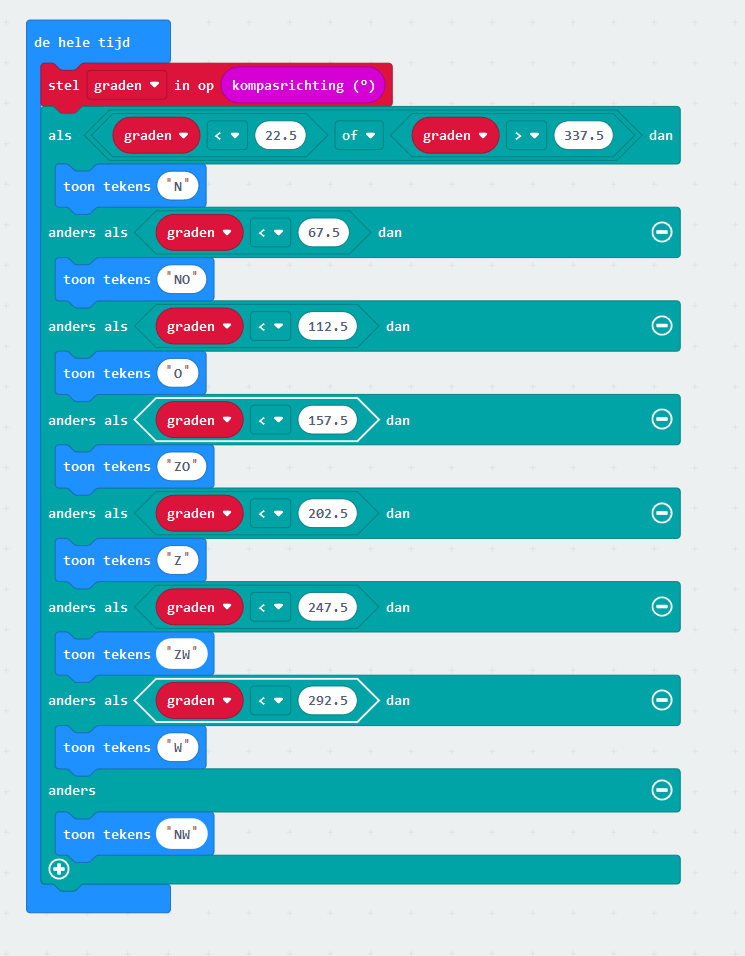 de hele tijd
stel graden in op kompasrichting (°)
als graden < 22.5 of graden > 337.5 dan
toon tekens "N"
anders als graden < 67.5 dan
toon tekens "NO"
anders als graden < 112.5 dan
toon tekens "O"
anders als graden < 157.5 dan
toon tekens "ZO"
anders als graden < 202.5 dan
toon tekens "Z"
anders als graden < 247.5 dan
toon tekens "ZW"
anders als graden < 292.5 dan
toon tekens "W"
anders
toon tekens "NW"